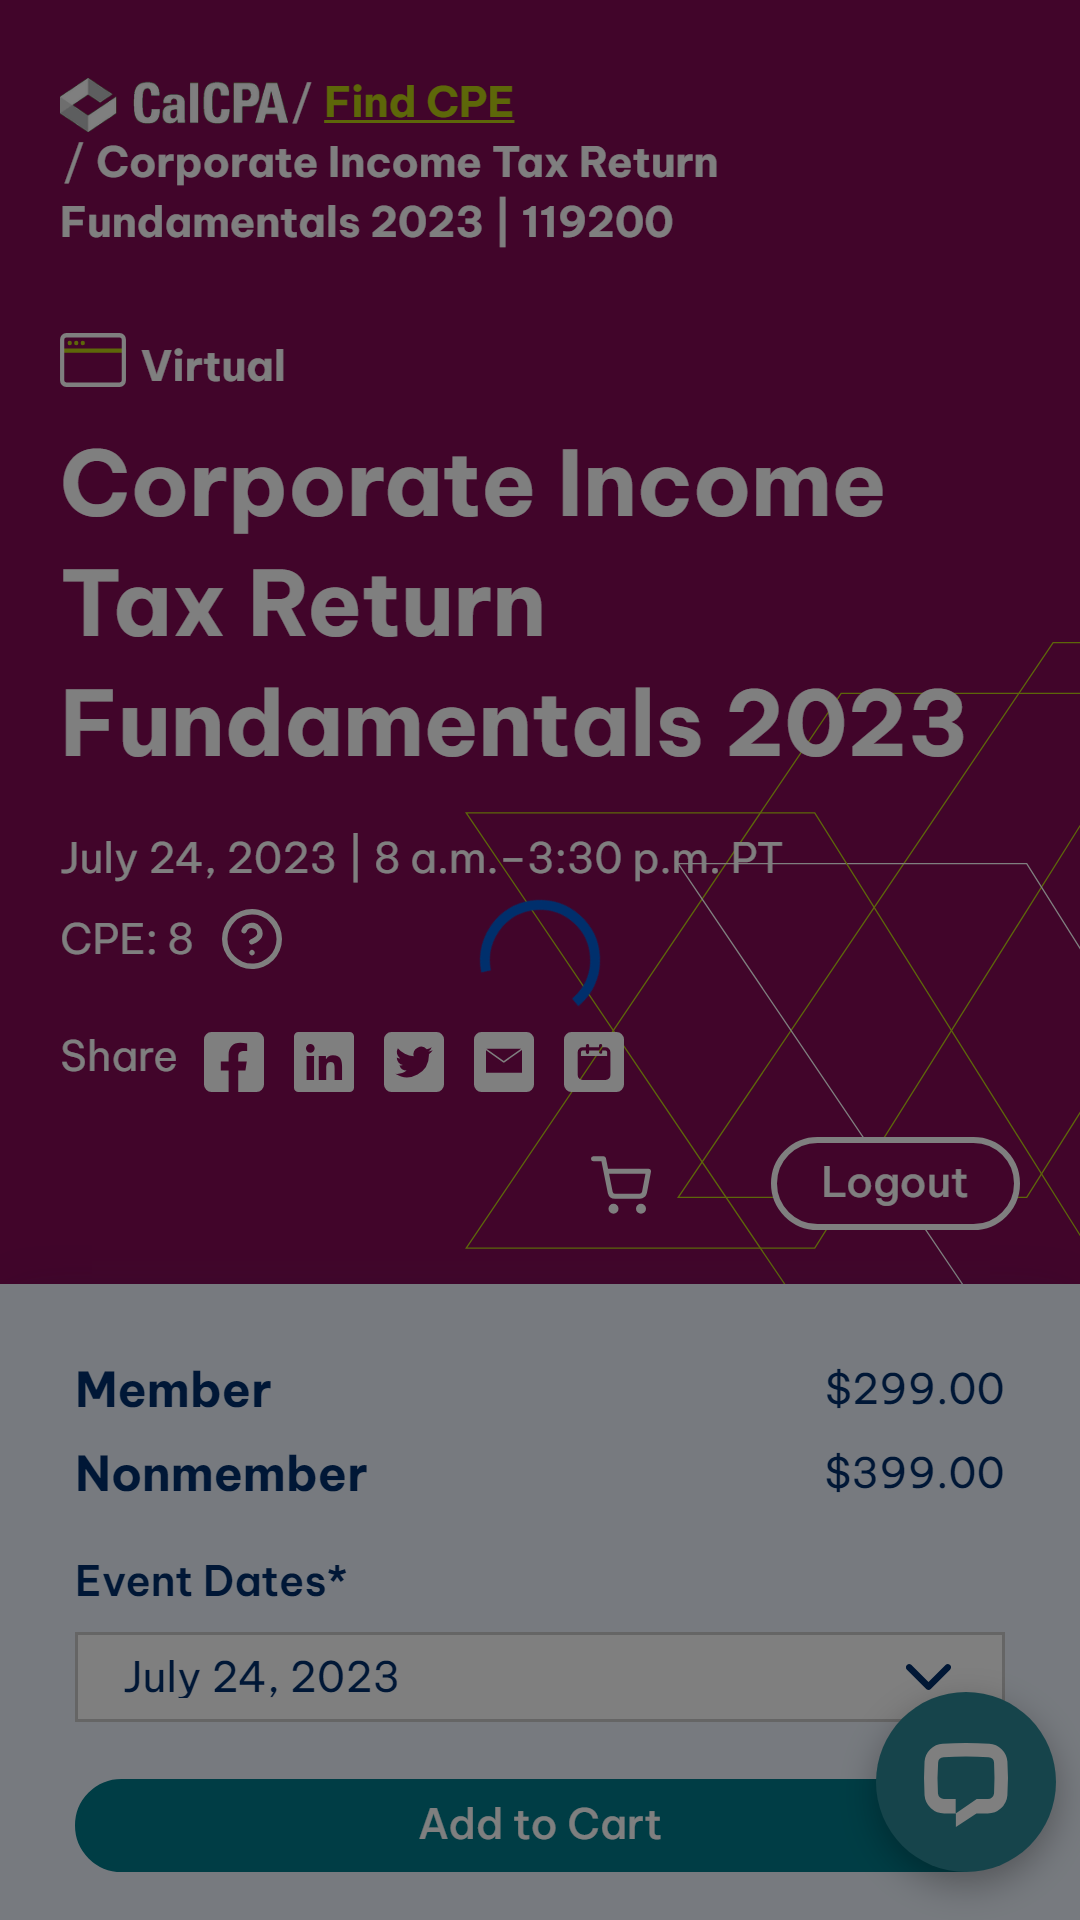 CalCPA / Find CPE
/ Corporate Income Tax Return
Fundamentals 2023 | 119200
Virtual
Corporate Income
Tax Return
Fundamentals 2023
July 24, 2023 | 8 a.m.–3:30 p.m. PT
CPE: 8
Share
Logout
Member $299.00
Nonmember $399.00
Event Dates*
July 24, 2023
Add to Cart